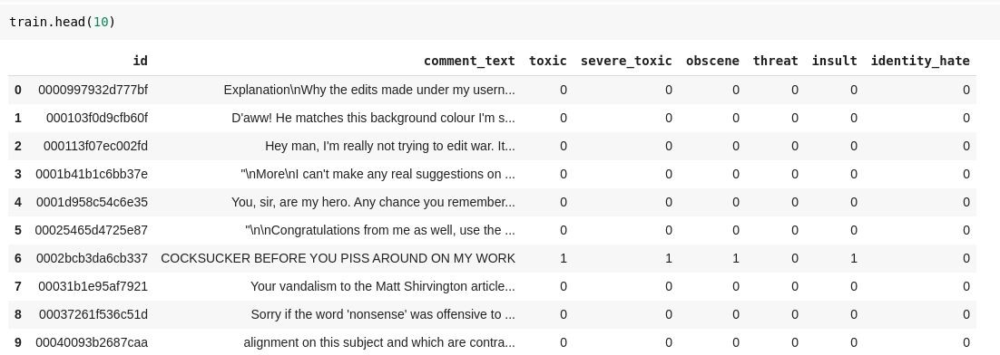 train.head(10)
id comment_text toxic severe_toxic obscene threat insult identity_hate
0 0000997932d777bf Explanation\nWhy the edits made under my usern... 0 0 0 0 0 0
1 000103f0d9cfb60f D'aww! He matches this background colour I'm s... 0 0 0 0 0 0
2 000113f07ec002fd Hey man, I'm really not trying to edit war. It... 0 0 0 0 0 0
3 0001b41b1c6bb37e "\nMore\nI can't make any real suggestions on ... 0 0 0 0 0 0
4 0001d958c54c6e35 You, sir, are my hero. Any chance you remember... 0 0 0 0 0 0
5 00025465d4725e87 "\n\nCongratulations from me as well, use the ... 0 0 0 0 0 0
6 0002bcb3da6cb337 COCKSUCKER BEFORE YOU PISS AROUND ON MY WORK 1 1 1 0 1 0
7 00031b1e95af7921 Your vandalism to the Matt Shirvington article... 0 0 0 0 0 0
8 00037261f536c51d Sorry if the word 'nonsense' was offensive to ... 0 0 0 0 0 0
9 00040093b2687caa alignment on this subject and which are contra... 0 0 0 0 0 0